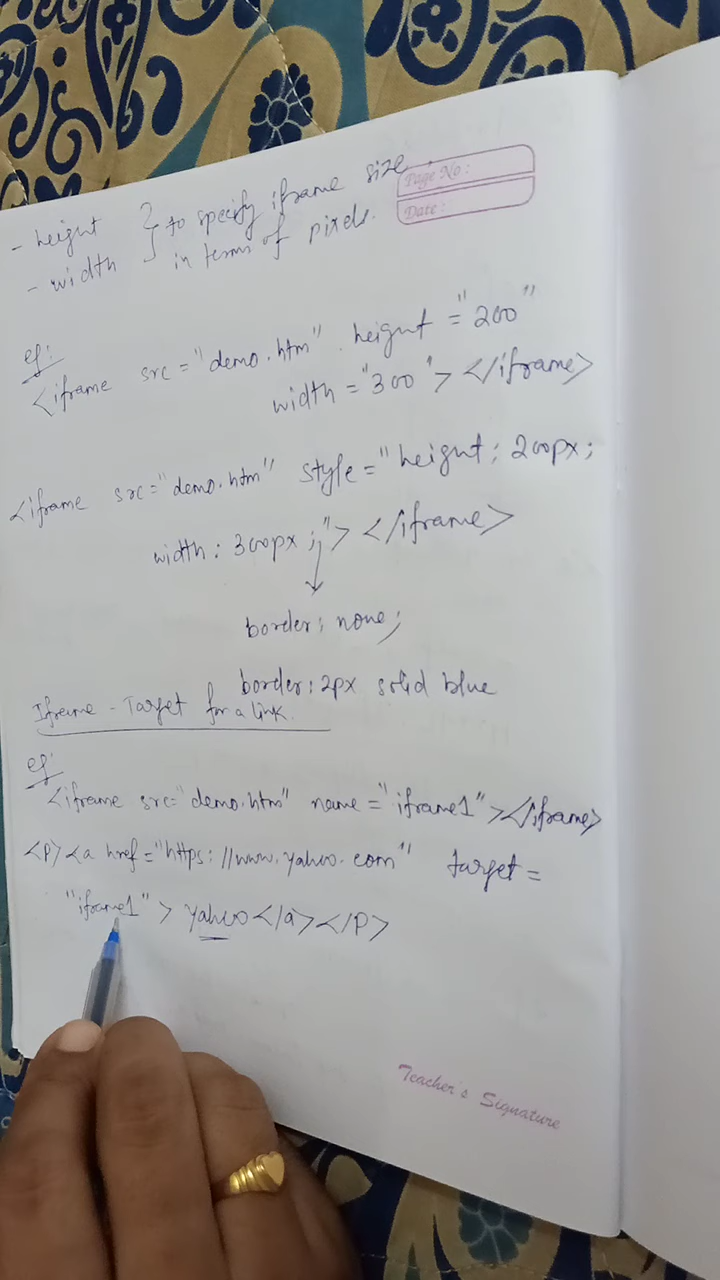 Page No :
Date :
- height } to specify iframe size
- width } in terms of pixels.
eg:
<iframe src = "demo.htm" height = "200"
width = "300"> </iframe>
<iframe src = "demo.htm" style = "height: 200px;
width: 300px;"> </iframe>
border: none;
border: 2px solid blue
Iframe - Target for a link.
eg:
<iframe src = "demo.htm" name = "iframe1"></iframe>
<p><a href = "https://www.yahoo.com" target =
"iframe1"> yahoo </a></p>
Teacher's Signature